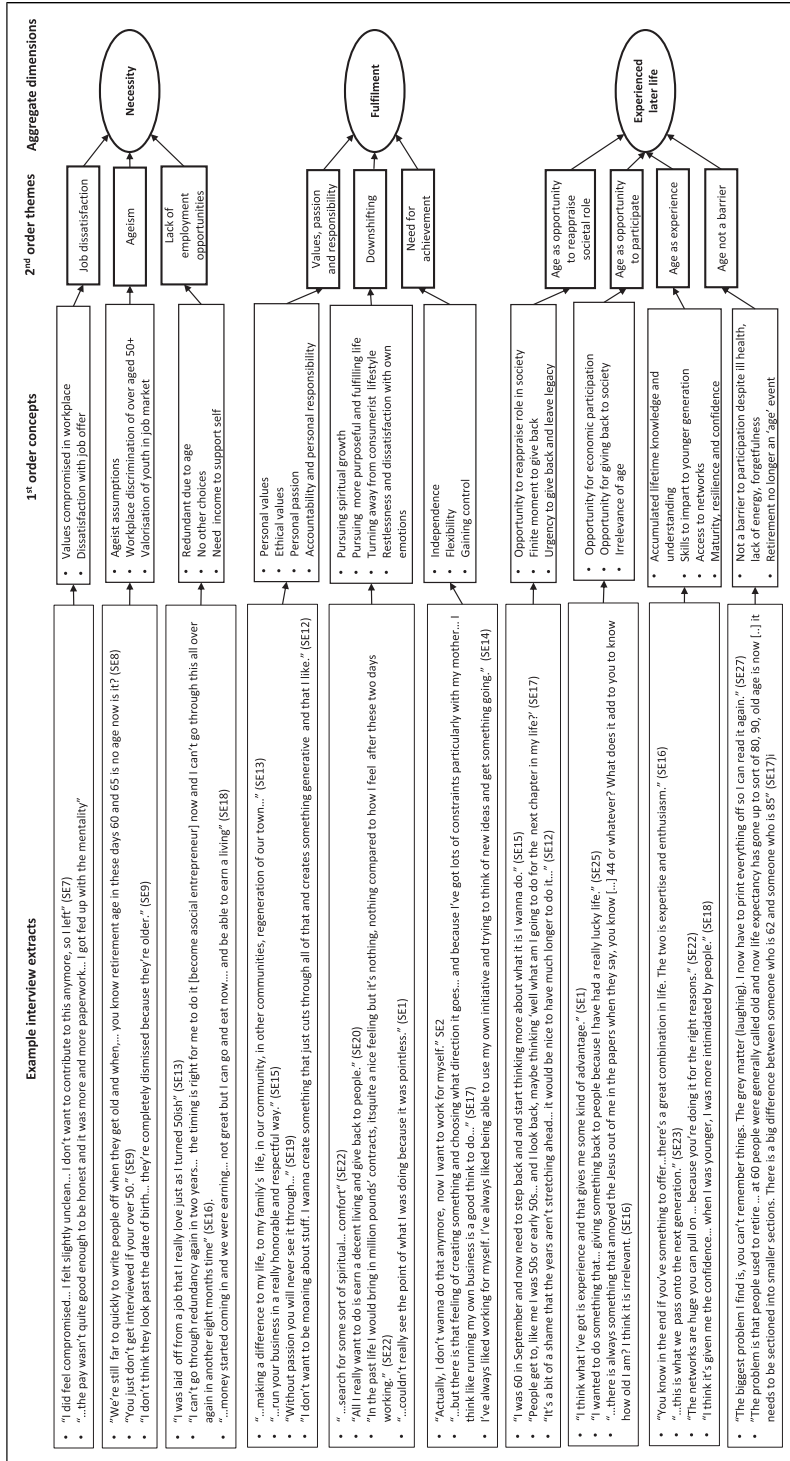 Example interview extracts
1st order concepts
2nd order themes
Aggregate dimensions
• "I did feel compromised... I felt slightly unclean... I don't want to contribute to this anymore, so I left" (SE7)
• "...the pay wasn't quite good enough to be honest and it was more and more paperwork... I got fed up with the mentality"
• Values compromised in workplace
• Dissatisfaction with job offer
Job dissatisfaction
• "We're still far to quickly to write people off when they get old and when,... you know retirement age in these days 60 and 65 is no age now is it? (SE8)
• "You just don't get interviewed if your over 50." (SE9)
• "I don't think they look past the date of birth... they're completely dismissed because they're older." (SE9)
• Ageist assumptions
• Workplace discrimination of over aged 50+
• Valorisation of youth in job market
Ageism
• "I was laid off from a job that I really love just as I turned 50ish" (SE13)
• "I can't go through redundancy again in two years... the timing is right for me to do it [become asocial entrepreneur] now and I can't go through this all over
again in another eight months time" (SE16).
• "...money started coming in and we were earning... not great but I can go and eat now.... and be able to earn a living" (SE18)
• Redundant due to age
• No other choices
• Need income to support self
Lack of
employment
opportunities
Necessity
• "...making a difference to my life, to my family's life, in our community, in other communities, regeneration of our town..." (SE13)
• "...run your business in a really honorable and respectful way." (SE15)
• "Without passion you will never see it through..." (SE19)
• "I don't want to be moaning about stuff. I wanna create something that just cuts through all of that and creates something generative and that I like." (SE12)
• Personal values
• Ethical values
• Personal passion
• Accountability and personal responsibility
Values, passion
and responsibility
• "...search for some sort of spiritual... comfort" (SE22)
• "All I really want to do is earn a decent living and give back to people." (SE20)
• "In the past life I would bring in million pounds' contracts, itsquite a nice feeling but it's nothing, nothing compared to how I feel after these two days
working." (SE22)
• "...couldn't really see the point of what I was doing because it was pointless." (SE1)
• Pursuing spiritual growth
• Pursuing more purposeful and fulfilling life
• Turning away from consumerist lifestyle
• Restlessness and dissatisfaction with own
emotions
Downshifting
• "Actually, I don't wanna do that anymore, now I want to work for myself." SE2
• "...but there is that feeling of creating something and choosing what direction it goes... and because I've got lots of constraints particularly with my mother... I
think like running my own business is a good think to do..." (SE17)
• I've always liked working for myself. I've always liked being able to use my own initiative and trying to think of new ideas and get something going." (SE14)
• Independence
• Flexibility
• Gaining control
Need for
achievement
Fulfilment
• "I was 60 in September and now need to step back and and start thinking more about what it is I wanna do." (SE15)
• "People get to, like me I was 50s or early 50s... and I look back, maybe thinking 'well what am I going to do for the next chapter in my life?' (SE17)
• "It's a bit of a shame that the years aren't stretching ahead... it would be nice to have much longer to do it..." (SE12)
• Opportunity to reappraise role in society
• Finite moment to give back
• Urgency to give back and leave legacy
Age as opportunity
to reappraise
societal role
• "I think what I've got is experience and that gives me some kind of advantage." (SE1)
• "I wanted to do something that... giving something back to people because I have had a really lucky life." (SE25)
• "...there is always something that annoyed the Jesus out of me in the papers when they say, you know [...] 44 or whatever? What does it add to you to know
how old I am? I think it is irrelevant. (SE16)
• Opportunity for economic participation
• Opportunity for giving back to society
• Irrelevance of age
Age as opportunity
to participate
• "You know in the end if you've something to offer...there's a great combination in life. The two is expertise and enthusiasm." (SE16)
• "...this is what we pass onto the next generation." (SE23)
• "The networks are huge you can pull on ... because you're doing it for the right reasons." (SE22)
• "I think it's given me the confidence... when I was younger, I was more intimidated by people." (SE18)
• Accumulated lifetime knowledge and
understanding
• Skills to impart to younger generation
• Access to networks
• Maturity, resilience and confidence
Age as experience
• "The biggest problem I find is, you can't remember things. The grey matter (laughing). I now have to print everything off so I can read it again." (SE27)
• "The problem is that people used to retire ... at 60 people were generally called old and now life expectancy has gone up to sort of 80, 90, old age is now [..] it
needs to be sectioned into smaller sections. There is a big difference between someone who is 62 and someone who is 85" (SE17)i
• Not a barrier to participation despite ill health,
lack of energy, forgetfulness
• Retirement no longer an 'age' event
Age not a barrier
Experienced
later life